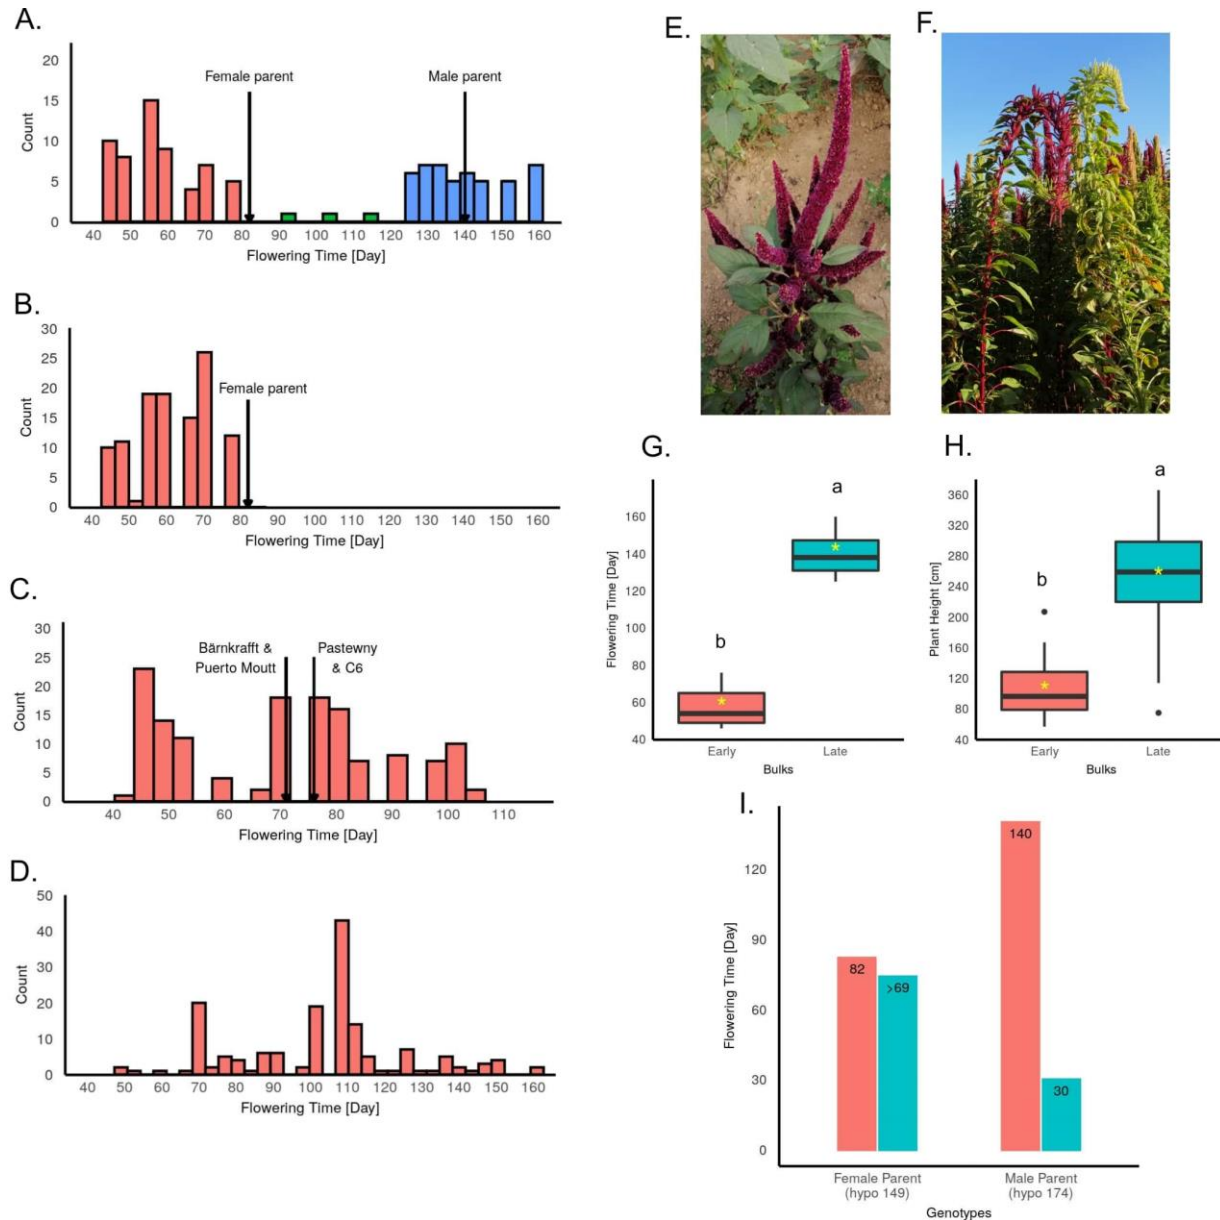 A.
Count
20
15
10
5
0
Female parent
Male parent
40 50 60 70 80 90 100 110 120 130 140 150 160
Flowering Time [Day]
B.
Count
30
25
20
15
10
5
0
Female parent
40 50 60 70 80 90 100 110 120 130 140 150 160
Flowering Time [Day]
C.
Count
30
25
20
15
10
5
0
Bärnkrafft &
Puerto Moutt
Pastewny
& C6
40 50 60 70 80 90 100 110
Flowering Time [Day]
D.
Count
50
40
30
20
10
0
40 50 60 70 80 90 100 110 120 130 140 150 160
Flowering Time [Day]
E.
F.
G.
Flowering Time [Day]
160
140
120
100
80
60
40
b
a
Early Late
Bulks
H.
Plant Height [cm]
360
320
280
240
200
160
120
80
40
b
a
Early Late
Bulks
I.
Flowering Time [Day]
120
90
60
30
0
82
>69
140
30
Female Parent
(hypo 149)
Male Parent
(hypo 174)
Genotypes